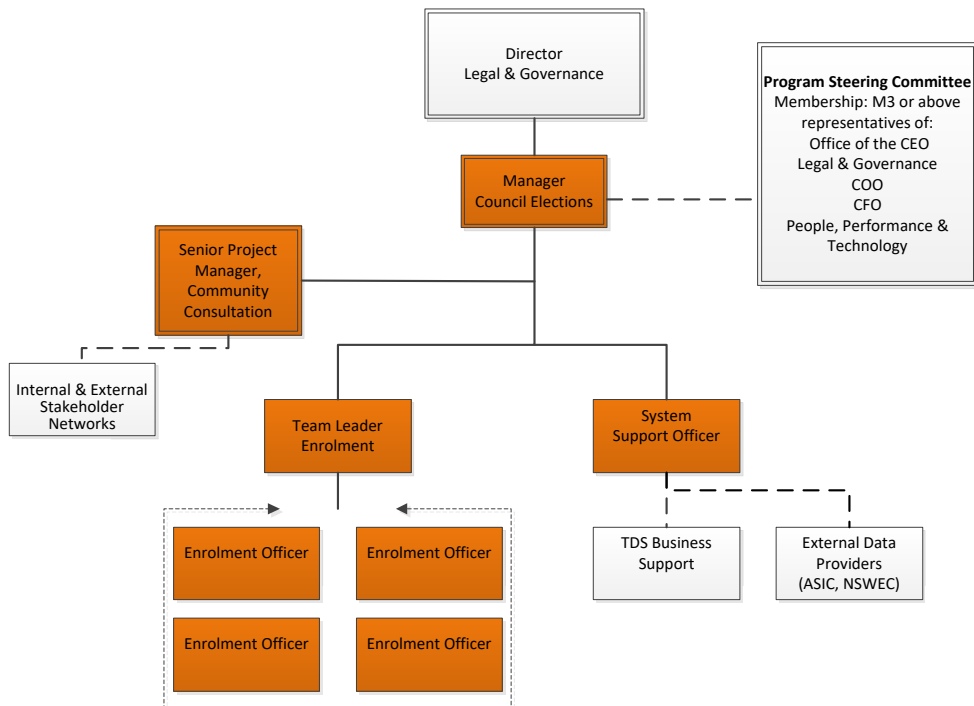 Director
Legal & Governance
Program Steering Committee
Membership: M3 or above
representatives of:
Office of the CEO
Legal & Governance
COO
CFO
People, Performance &
Technology
Manager
Council Elections
Senior Project
Manager,
Community
Consultation
Internal & External
Stakeholder
Networks
Team Leader
Enrolment
System
Support Officer
Enrolment Officer
Enrolment Officer
TDS Business
Support
External Data
Providers
(ASIC, NSWEC)
Enrolment Officer
Enrolment Officer